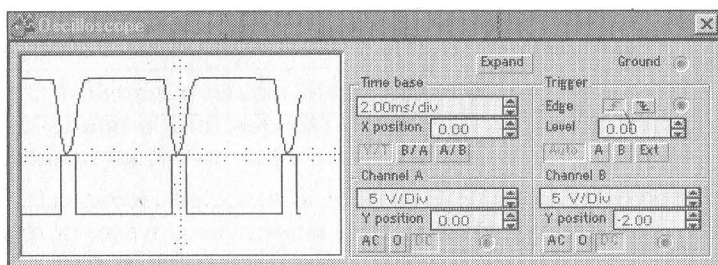 Oscilloscope
Expand Ground
Time base
2.00ms/div
X position 0.00
Y/T B/A A/B
Trigger
Edge
Level 0.00
Auto A B Ext
Channel A
5 V/Div
Y position 0.00
AC 0 DC
Channel B
5 V/Div
Y position -2.00
AC 0 DC